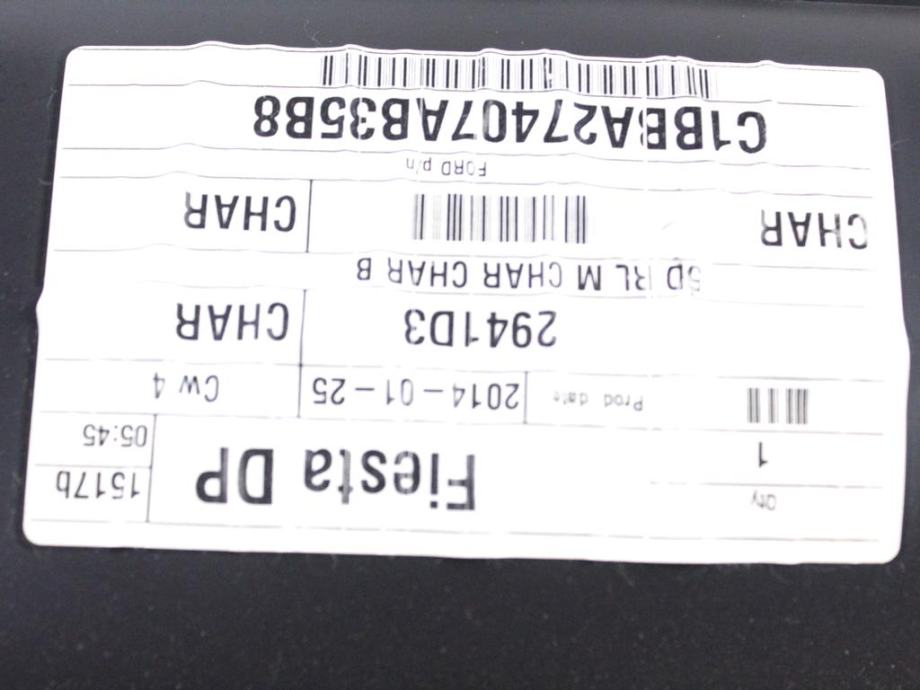 Qty
1
Fiesta DP
1517b
05:45
Prod date
2014-01-25
Cw 4
2941D3
CHAR
5D RL M CHAR CHAR B
CHAR
CHAR
FORD p/n
C1BBA27407AB35B8